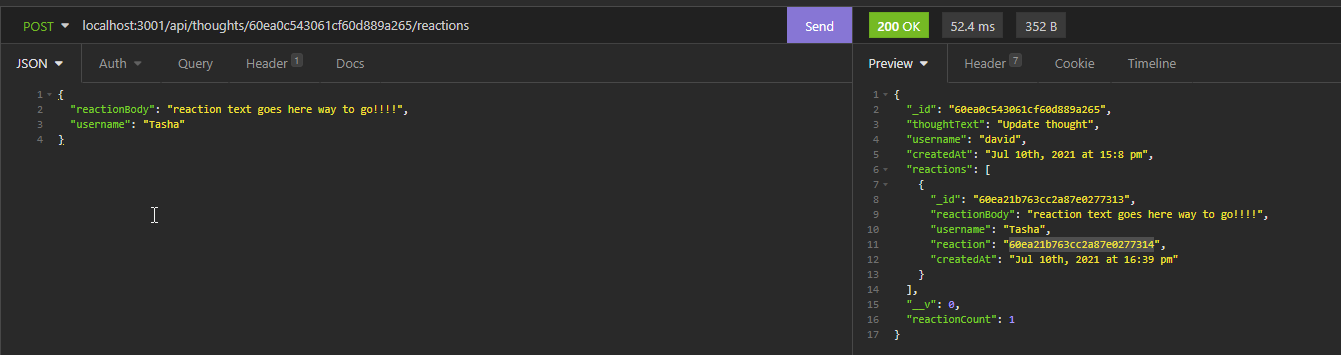 POST localhost:3001/api/thoughts/60ea0c543061cf60d889a265/reactions Send
JSON Auth Query Header 1 Docs
1 {
2 "reactionBody": "reaction text goes here way to go!!!!",
3 "username": "Tasha"
4 }
200 OK 52.4 ms 352 B
Preview Header 7 Cookie Timeline
1 {
2 "_id": "60ea0c543061cf60d889a265",
3 "thoughtText": "Update thought",
4 "username": "david",
5 "createdAt": "Jul 10th, 2021 at 15:8 pm",
6 "reactions": [
7 {
8 "_id": "60ea21b763cc2a87e0277313",
9 "reactionBody": "reaction text goes here way to go!!!!",
10 "username": "Tasha",
11 "reaction": "60ea21b763cc2a87e0277314",
12 "createdAt": "Jul 10th, 2021 at 16:39 pm"
13 }
14 ],
15 "__v": 0,
16 "reactionCount": 1
17 }